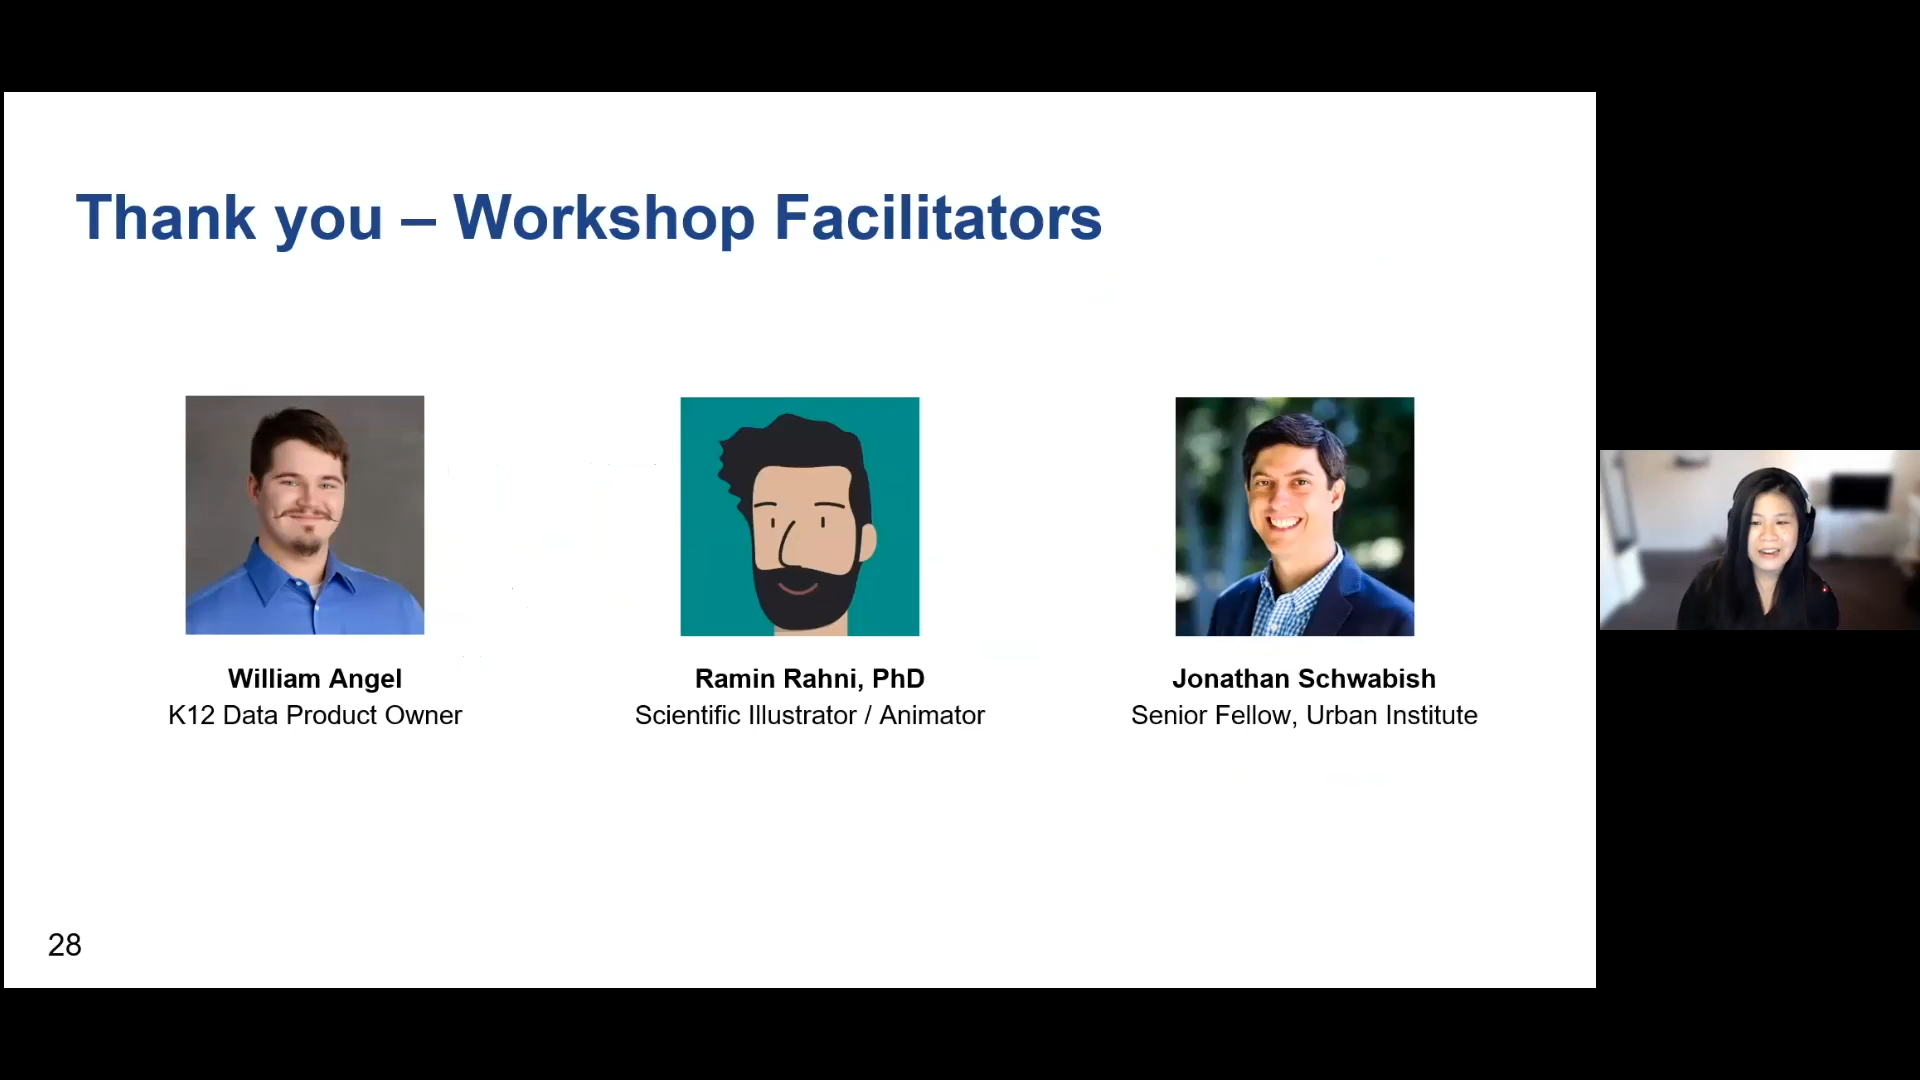 Thank you – Workshop Facilitators
William Angel
K12 Data Product Owner
Ramin Rahni, PhD
Scientific Illustrator / Animator
Jonathan Schwabish
Senior Fellow, Urban Institute
28